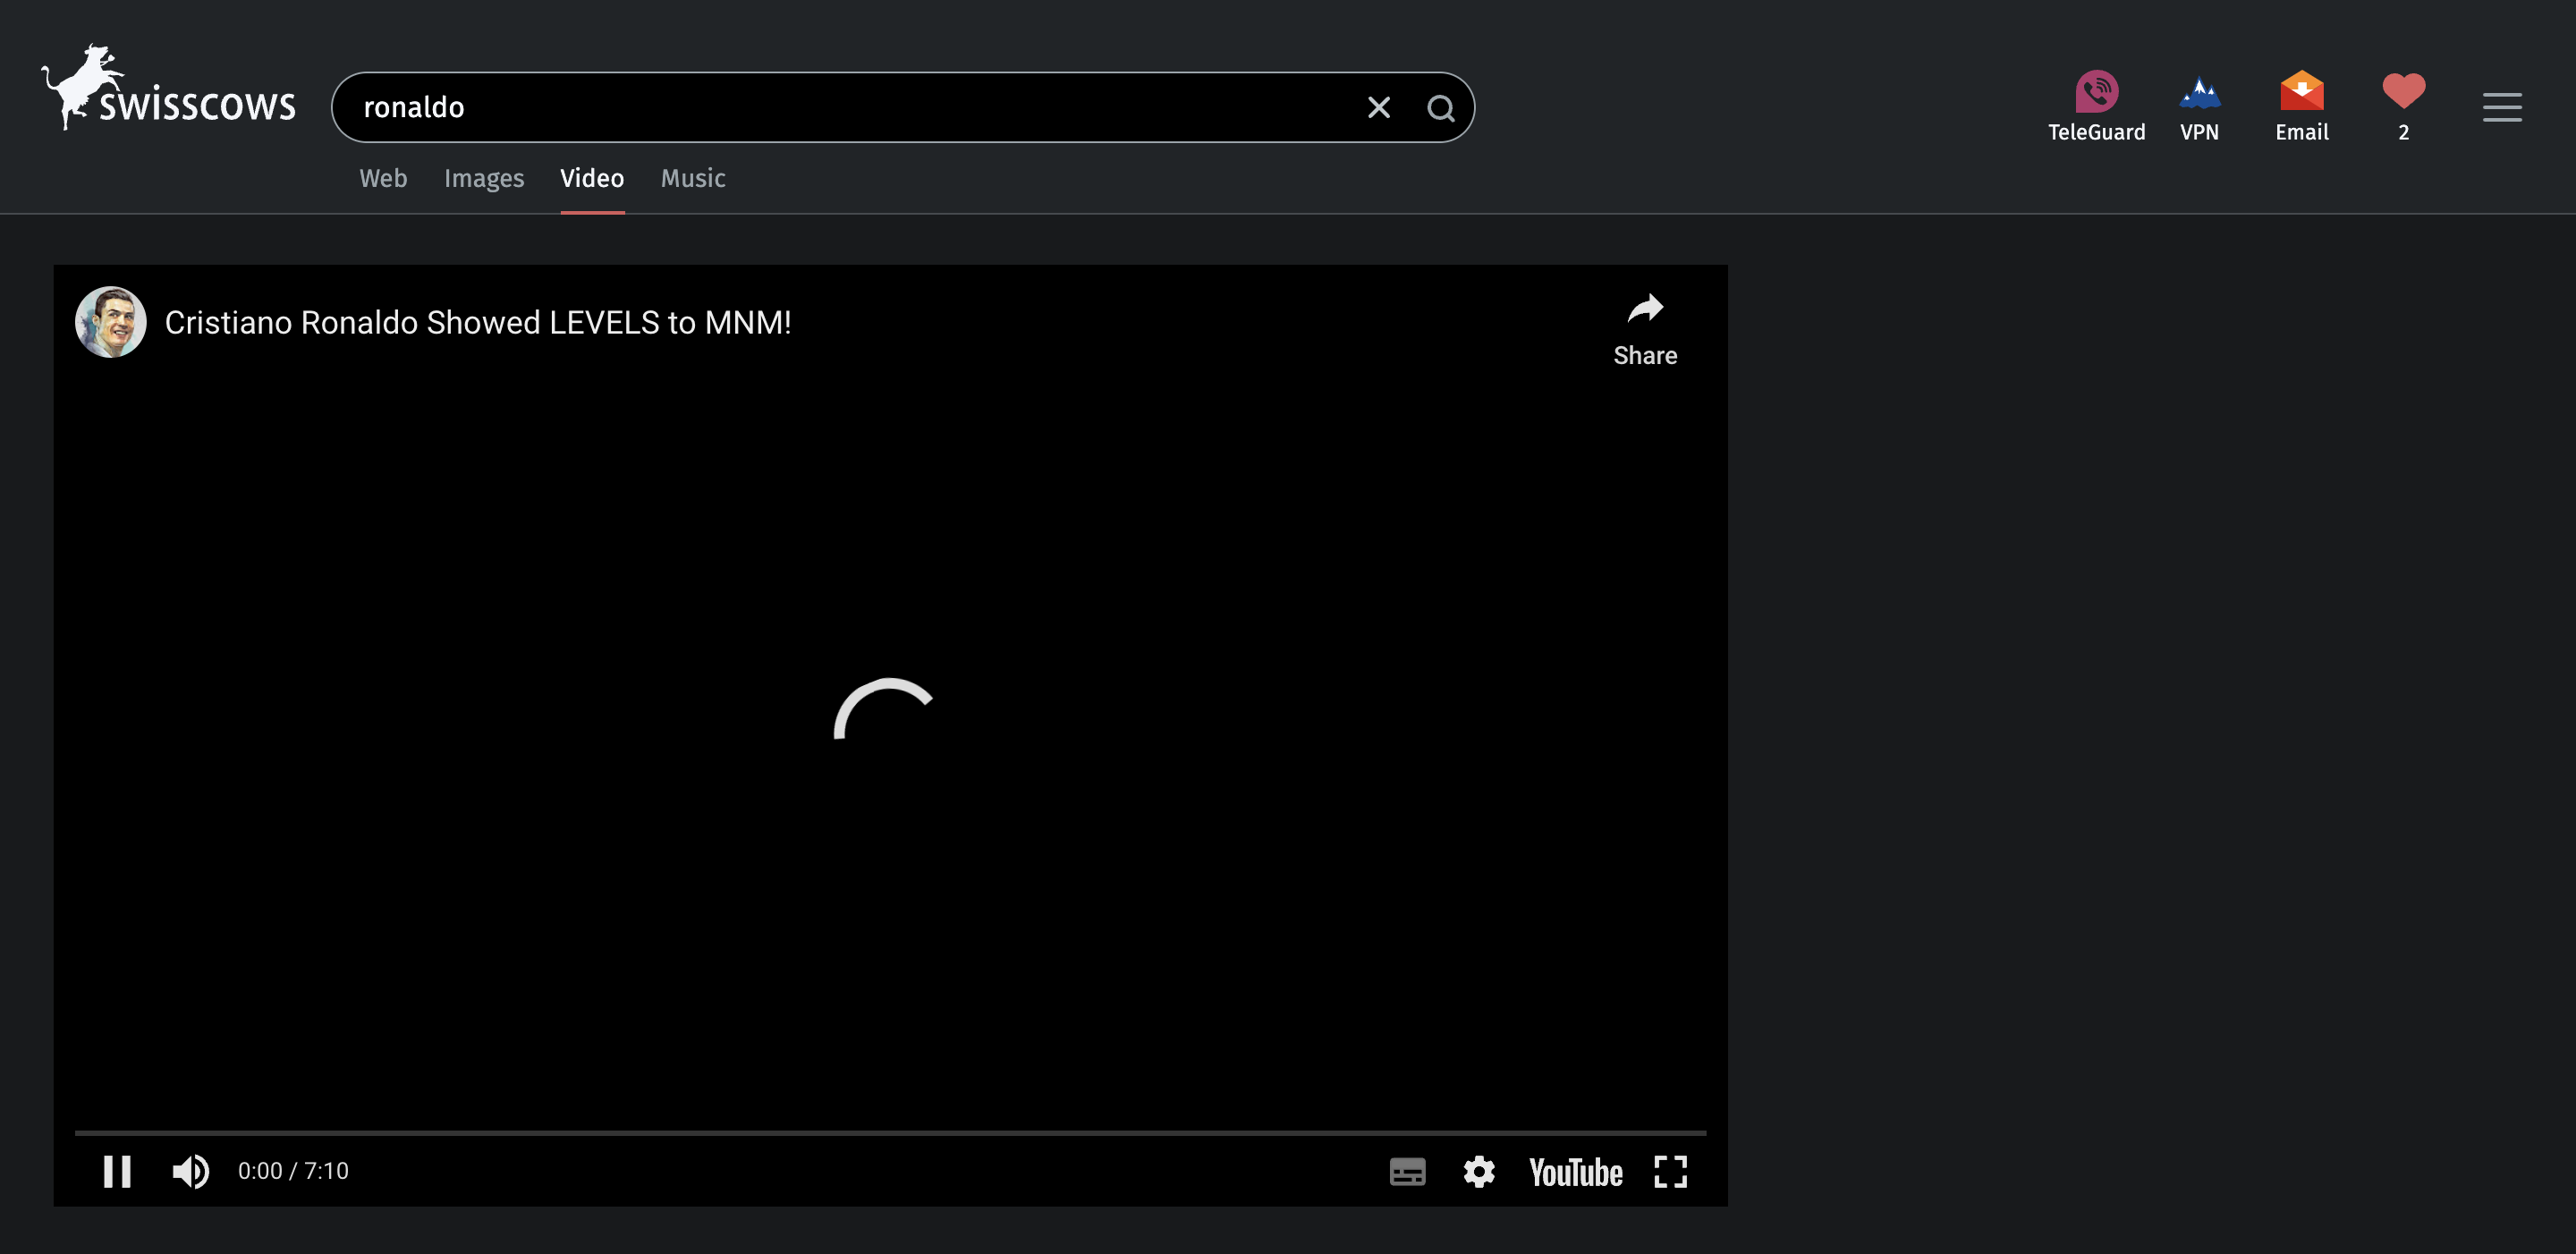 swisscows
ronaldo
TeleGuard
VPN
Email
2
Web
Images
Video
Music
Cristiano Ronaldo Showed LEVELS to MNM!
Share
0:00 / 7:10
YouTube